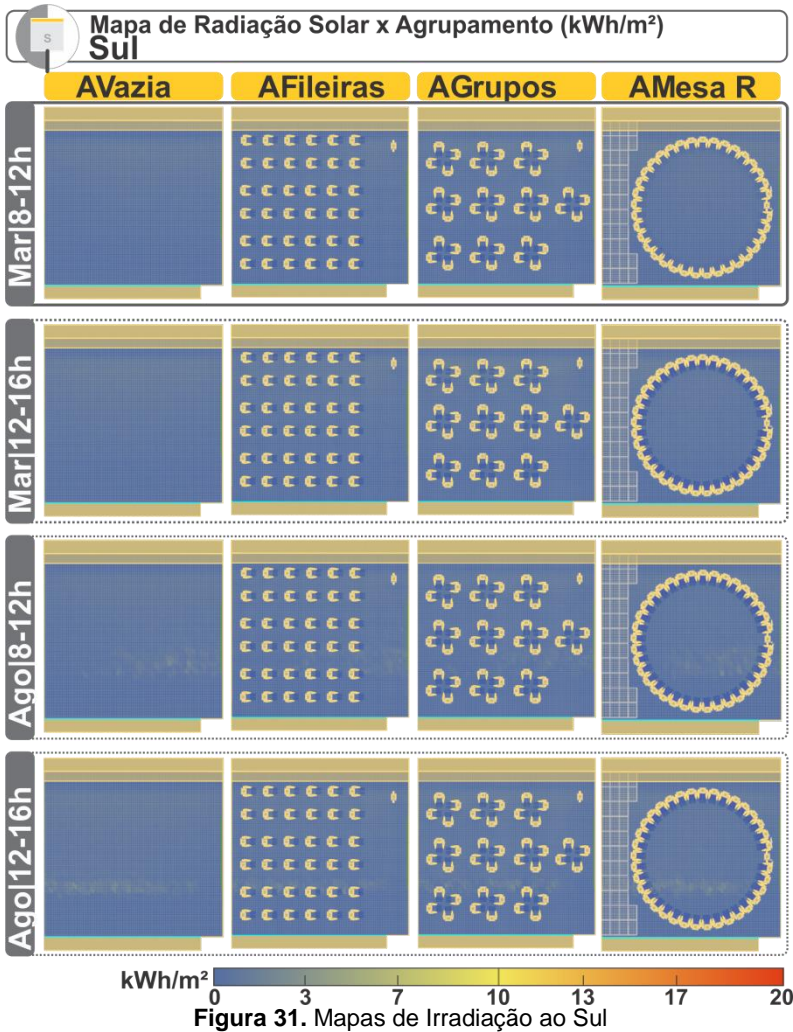 S
Mapa de Radiação Solar x Agrupamento (kWh/m²)
Sul
AVazia AFileiras AGrupos AMesa R
Mar|8-12h
Mar|12-16h
Ago|8-12h
Ago|12-16h
kWh/m²
0 3 7 10 13 17 20
Figura 31. Mapas de Irradiação ao Sul